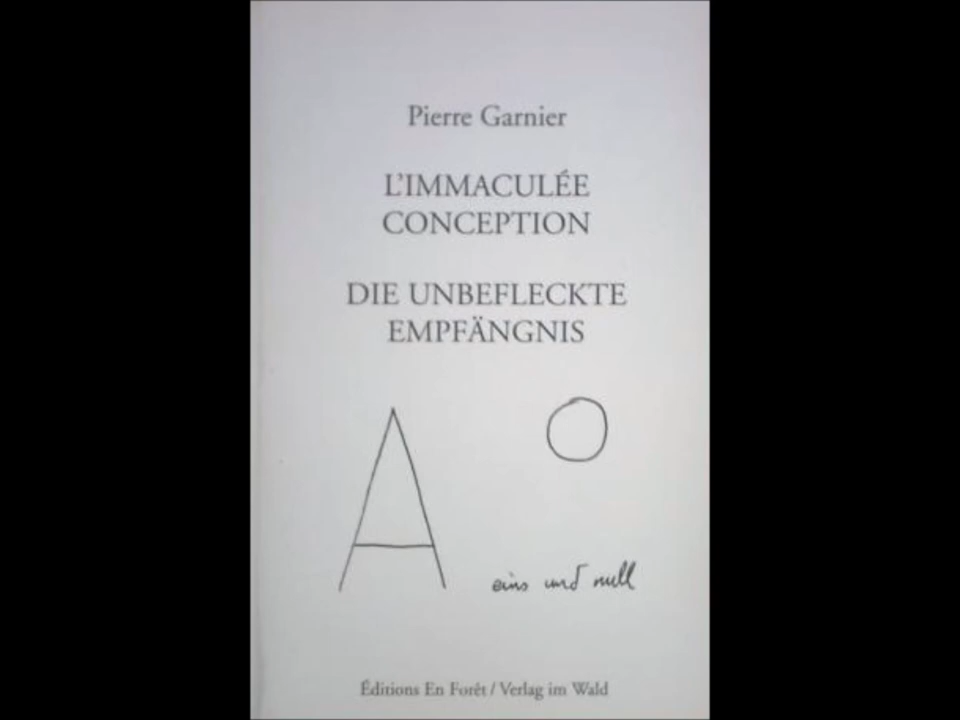 Pierre Garnier
L'IMMACULÉE
CONCEPTION
DIE UNBEFLECKTE
EMPFÄNGNIS
A O
eins und null
Éditions En Forêt / Verlag im Wald